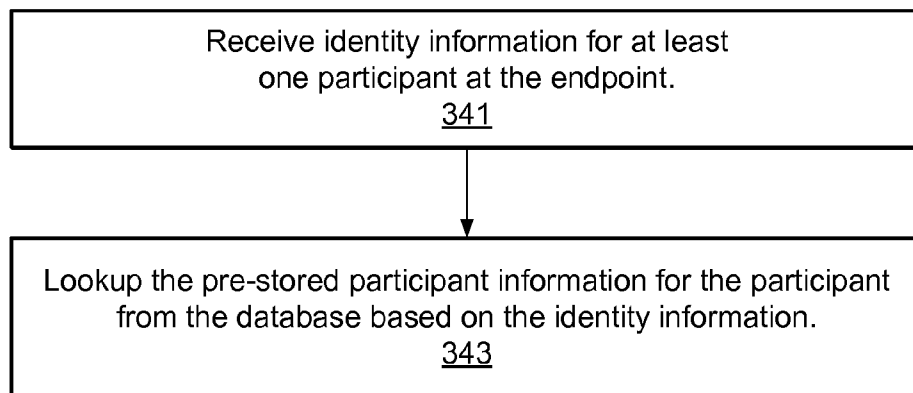 Receive identity information for at least
one participant at the endpoint.
341
Lookup the pre-stored participant information for the participant
from the database based on the identity information.
343